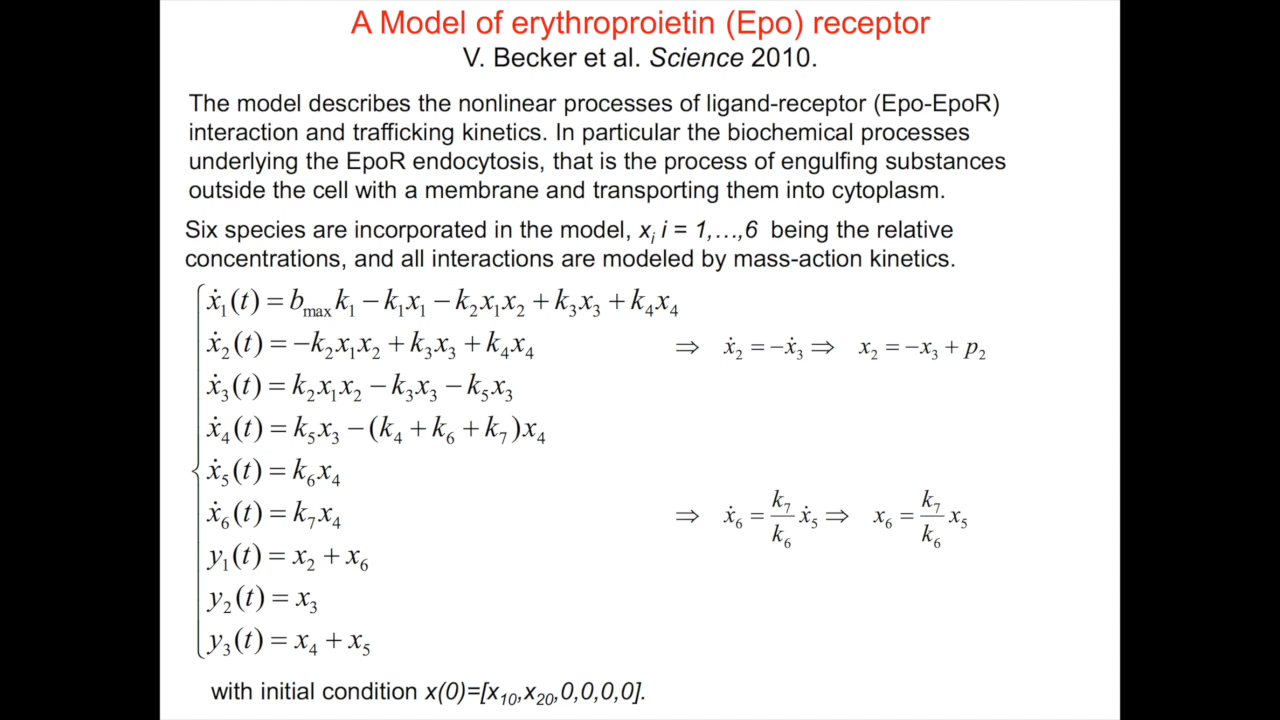 A Model of erythroproietin (Epo) receptor
V. Becker et al. Science 2010.
The model describes the nonlinear processes of ligand-receptor (Epo-EpoR)
interaction and trafficking kinetics. In particular the biochemical processes
underlying the EpoR endocytosis, that is the process of engulfing substances
outside the cell with a membrane and transporting them into cytoplasm.
Six species are incorporated in the model, xᵢ i = 1,…,6 being the relative
concentrations, and all interactions are modeled by mass-action kinetics.
ẋ₁(t) = b_max k₁ − k₁x₁ − k₂x₁x₂ + k₃x₃ + k₄x₄
ẋ₂(t) = −k₂x₁x₂ + k₃x₃ + k₄x₄ ⇒ ẋ₂ = −ẋ₃ ⇒ x₂ = −x₃ + p₂
ẋ₃(t) = k₂x₁x₂ − k₃x₃ − k₅x₃
ẋ₄(t) = k₅x₃ − (k₄ + k₆ + k₇)x₄
ẋ₅(t) = k₆x₄
ẋ₆(t) = k₇x₄ ⇒ ẋ₆ = k₇/k₆ ẋ₅ ⇒ x₆ = k₇/k₆ x₅
y₁(t) = x₂ + x₆
y₂(t) = x₃
y₃(t) = x₄ + x₅
with initial condition x(0)=[x₁₀,x₂₀,0,0,0,0].